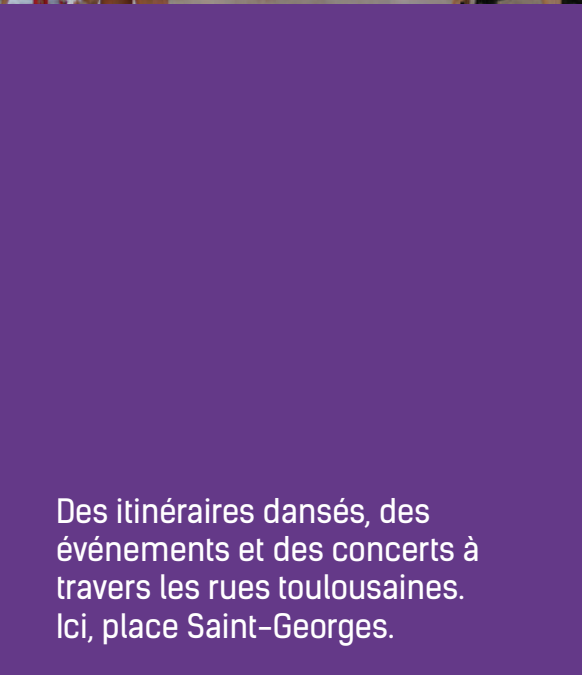 Des itinéraires dansés, des
événements et des concerts à
travers les rues toulousaines.
Ici, place Saint-Georges.